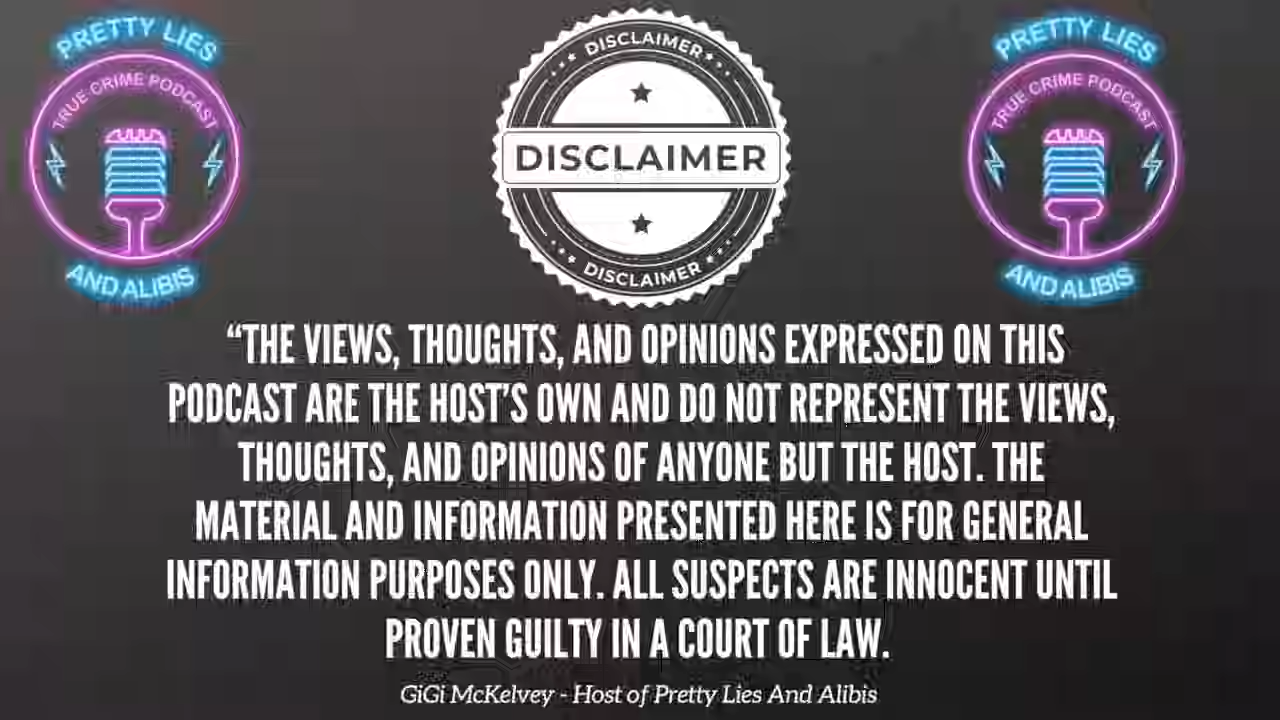 PRETTY LIES
TRUE CRIME PODCAST
AND ALIBIS
DISCLAIMER
DISCLAIMER
DISCLAIMER
PRETTY LIES
TRUE CRIME PODCAST
AND ALIBIS
“THE VIEWS, THOUGHTS, AND OPINIONS EXPRESSED ON THIS
PODCAST ARE THE HOST’S OWN AND DO NOT REPRESENT THE VIEWS,
THOUGHTS, AND OPINIONS OF ANYONE BUT THE HOST. THE
MATERIAL AND INFORMATION PRESENTED HERE IS FOR GENERAL
INFORMATION PURPOSES ONLY. ALL SUSPECTS ARE INNOCENT UNTIL
PROVEN GUILTY IN A COURT OF LAW.
GiGi McKelvey - Host of Pretty Lies And Alibis